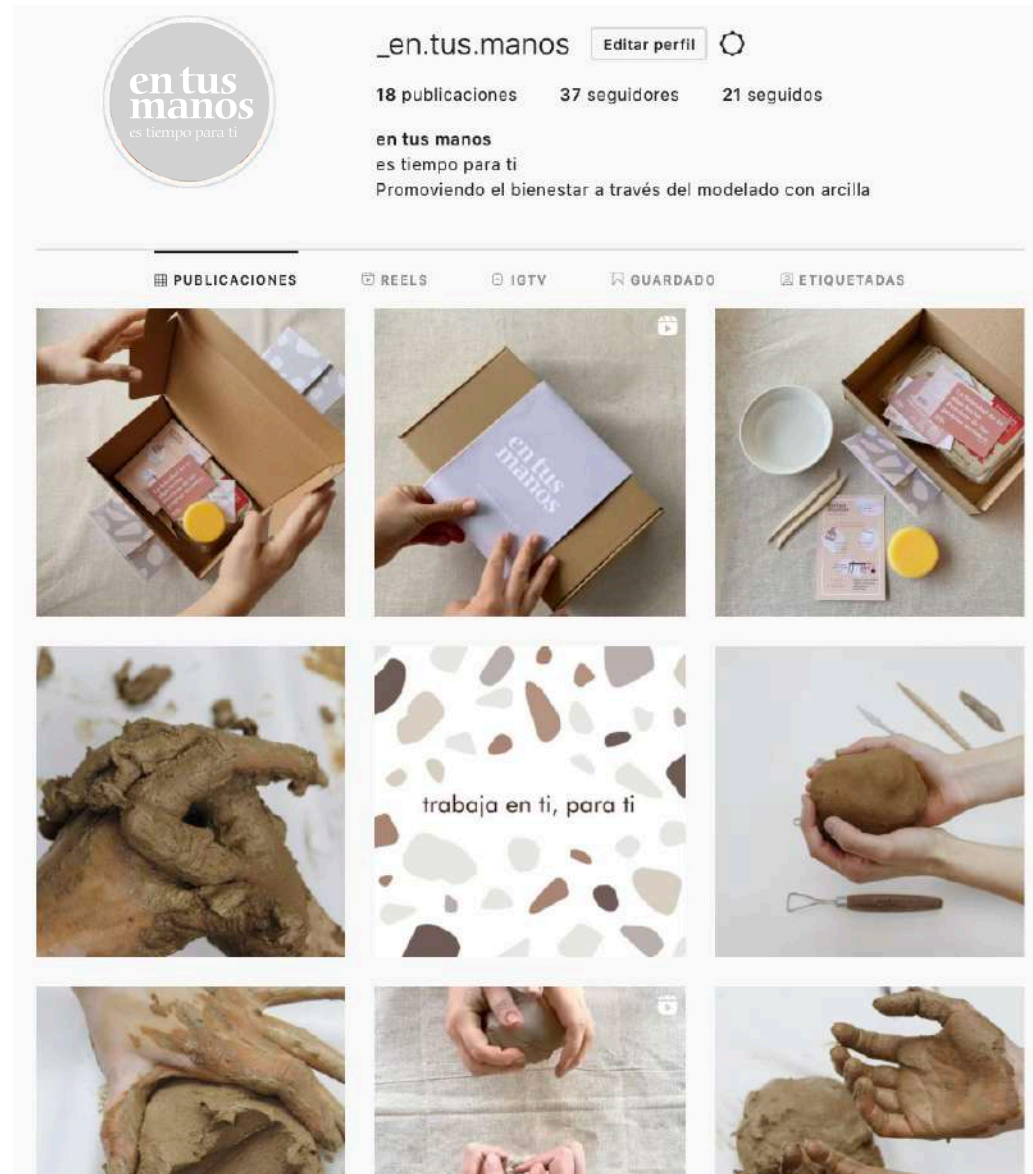 en tus
manos
es tiempo para ti
_en.tus.manos
Editar perfil
18 publicaciones 37 seguidores 21 seguidos
en tus manos
es tiempo para ti
Promoviendo el bienestar a través del modelado con arcilla
PUBLICACIONES REELS IGTV GUARDADO ETIQUETADAS
en tus
manos
trabaja en ti, para ti